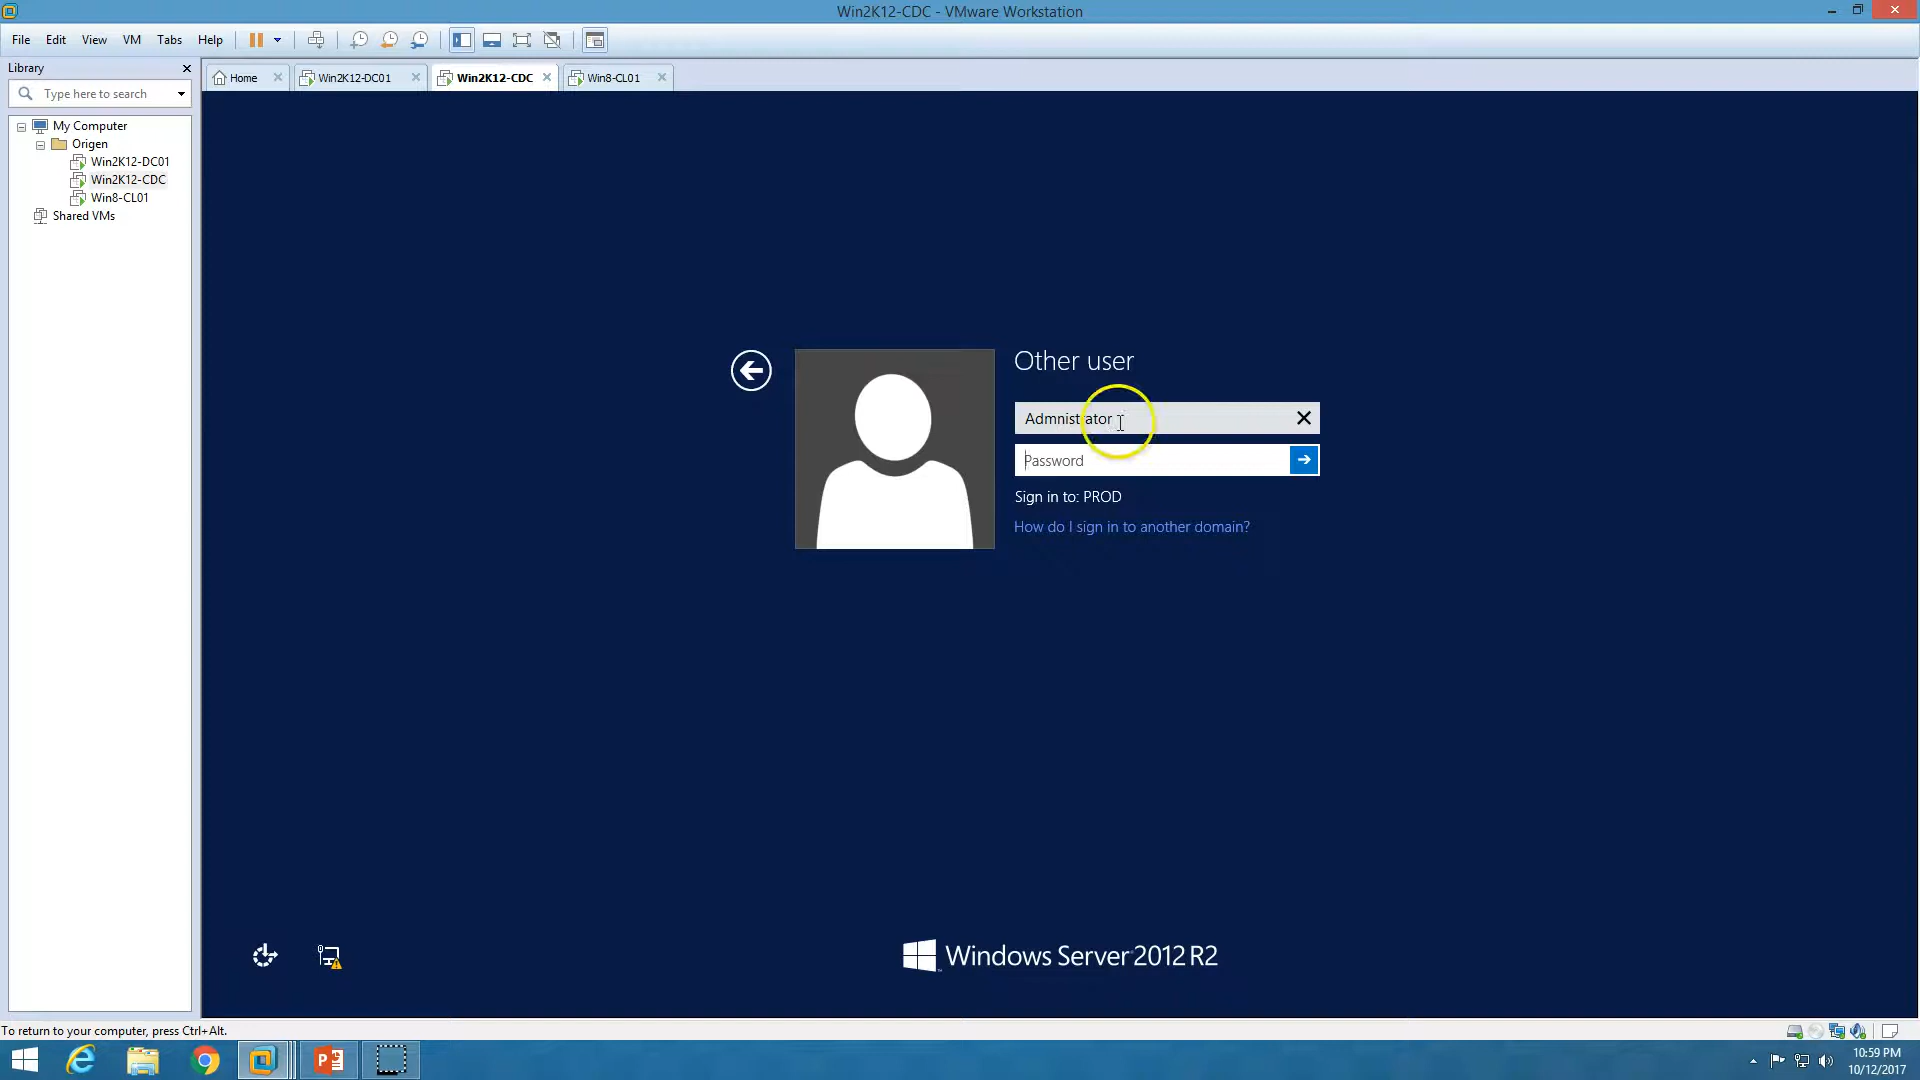 Win2K12-CDC - VMware Workstation
File Edit View VM Tabs Help
Library
Type here to search
My Computer
Origen
Win2K12-DC01
Win2K12-CDC
Win8-CL01
Shared VMs
Home Win2K12-DC01 Win2K12-CDC Win8-CL01
Other user
Admnistrator
Password
Sign in to: PROD
How do I sign in to another domain?
Windows Server 2012 R2
To return to your computer, press Ctrl+Alt.
10:59 PM
10/12/2017